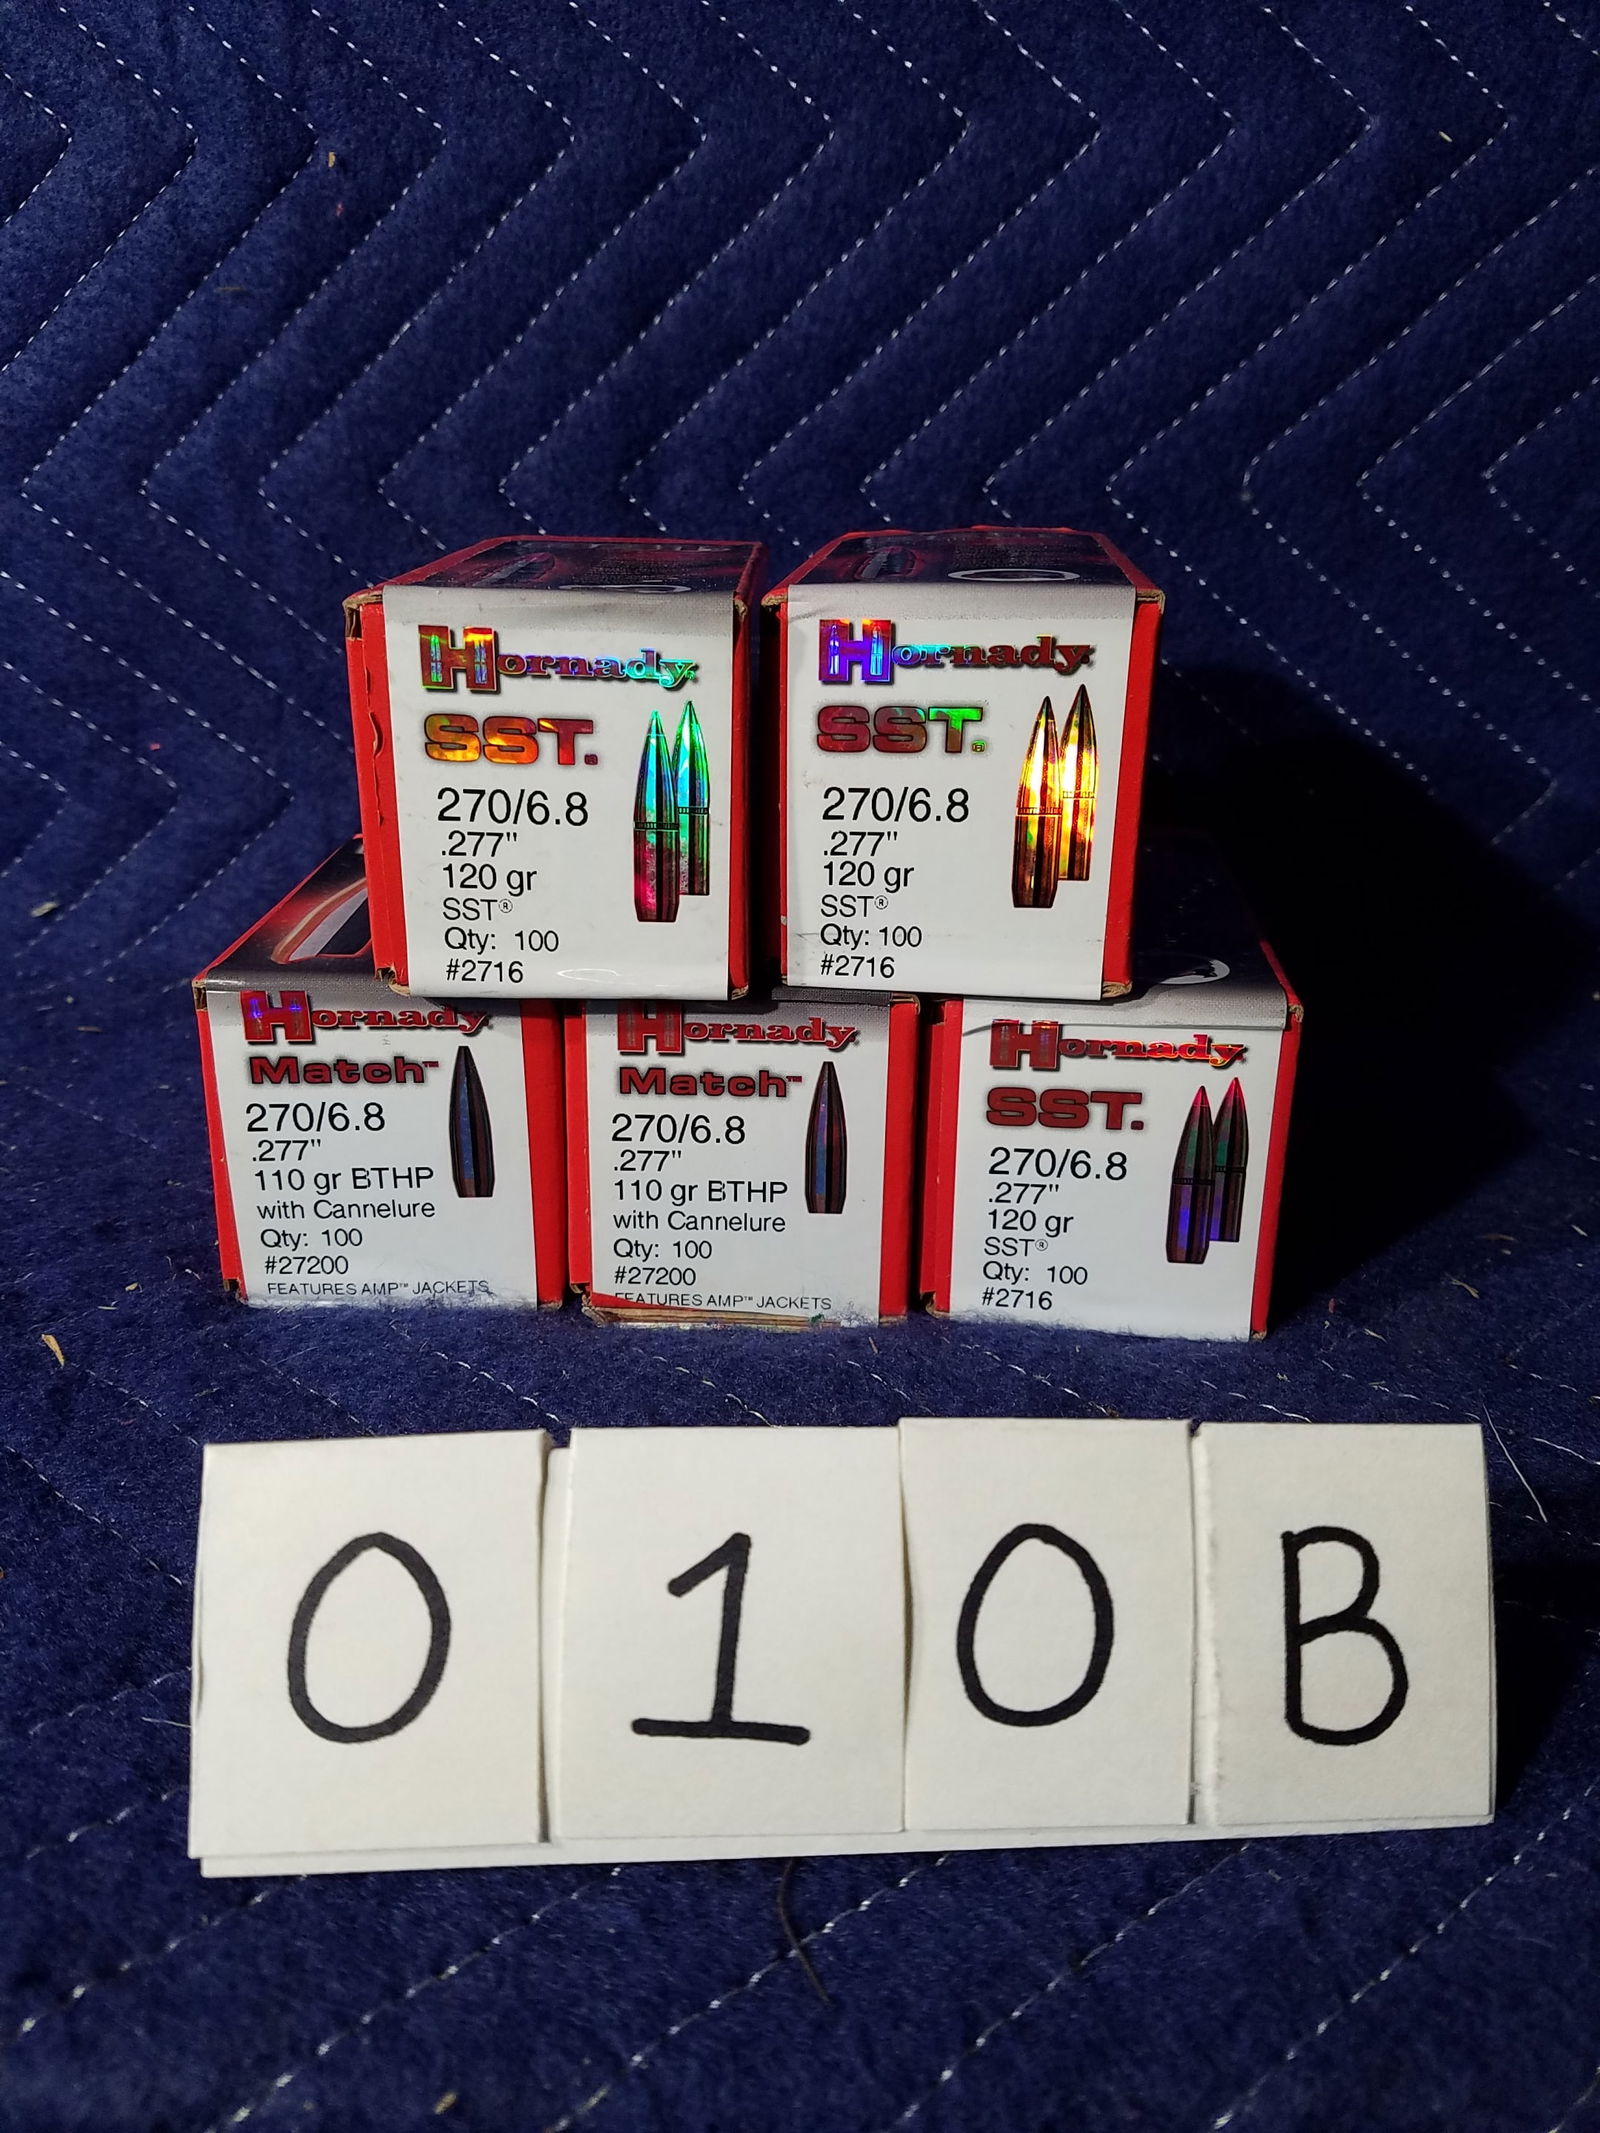 Hornady
SST.
270/6.8
.277"
120 gr
SST®
Qty: 100
#2716
Hornady
SST.
270/6.8
.277"
120 gr
SST®
Qty: 100
#2716
Hornady
Match™
270/6.8
.277"
110 gr BTHP
with Cannelure
Qty: 100
#27200
FEATURES AMP™ JACKETS
Hornady
Match™
270/6.8
.277"
110 gr BTHP
with Cannelure
Qty: 100
#27200
FEATURES AMP™ JACKETS
Hornady
SST.
270/6.8
.277"
120 gr
SST®
Qty: 100
#2716
010B